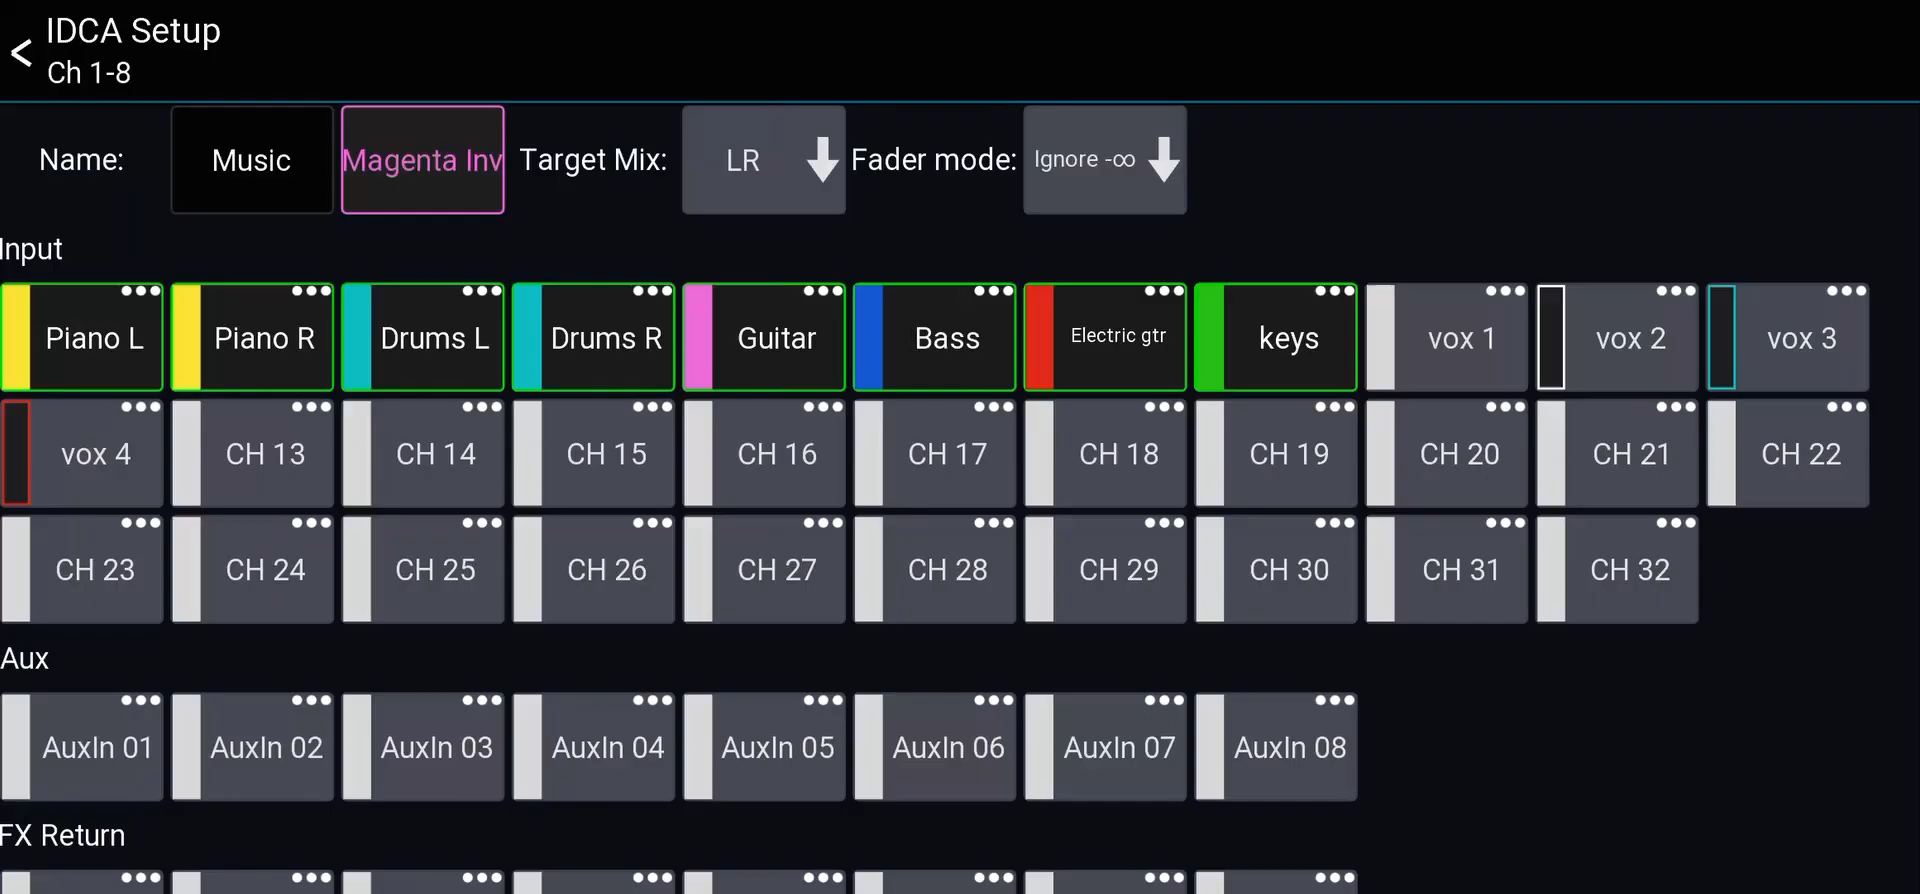 IDCA Setup
Ch 1-8
Name: Music Magenta Inv Target Mix: LR Fader mode: Ignore -∞
Input
Piano L Piano R Drums L Drums R Guitar Bass Electric gtr keys vox 1 vox 2 vox 3
vox 4 CH 13 CH 14 CH 15 CH 16 CH 17 CH 18 CH 19 CH 20 CH 21 CH 22
CH 23 CH 24 CH 25 CH 26 CH 27 CH 28 CH 29 CH 30 CH 31 CH 32
Aux
AuxIn 01 AuxIn 02 AuxIn 03 AuxIn 04 AuxIn 05 AuxIn 06 AuxIn 07 AuxIn 08
FX Return